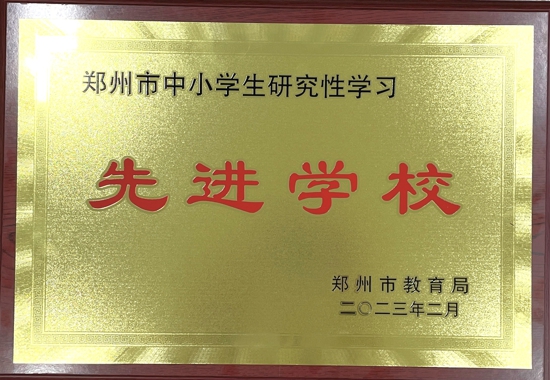 郑州市中小学生研究性学习
先进学校
郑州市教育局
二〇二三年二月